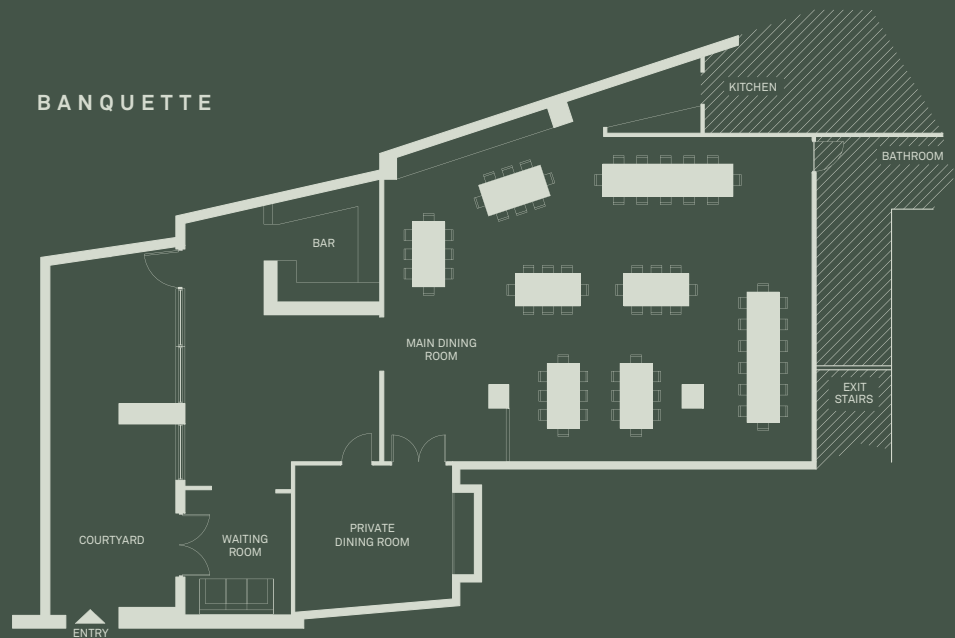 BANQUETTE
KITCHEN
BATHROOM
BAR
MAIN DINING
ROOM
EXIT
STAIRS
COURTYARD
WAITING
ROOM
PRIVATE
DINING ROOM
ENTRY